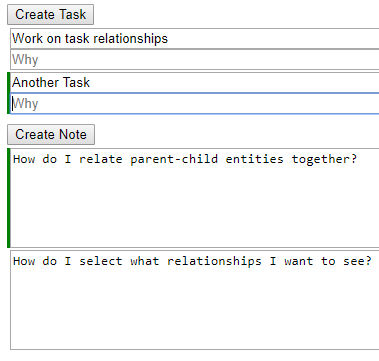 Create Task
Work on task relationships
Why
Another Task
Why
Create Note
How do I relate parent-child entities together?
How do I select what relationships I want to see?